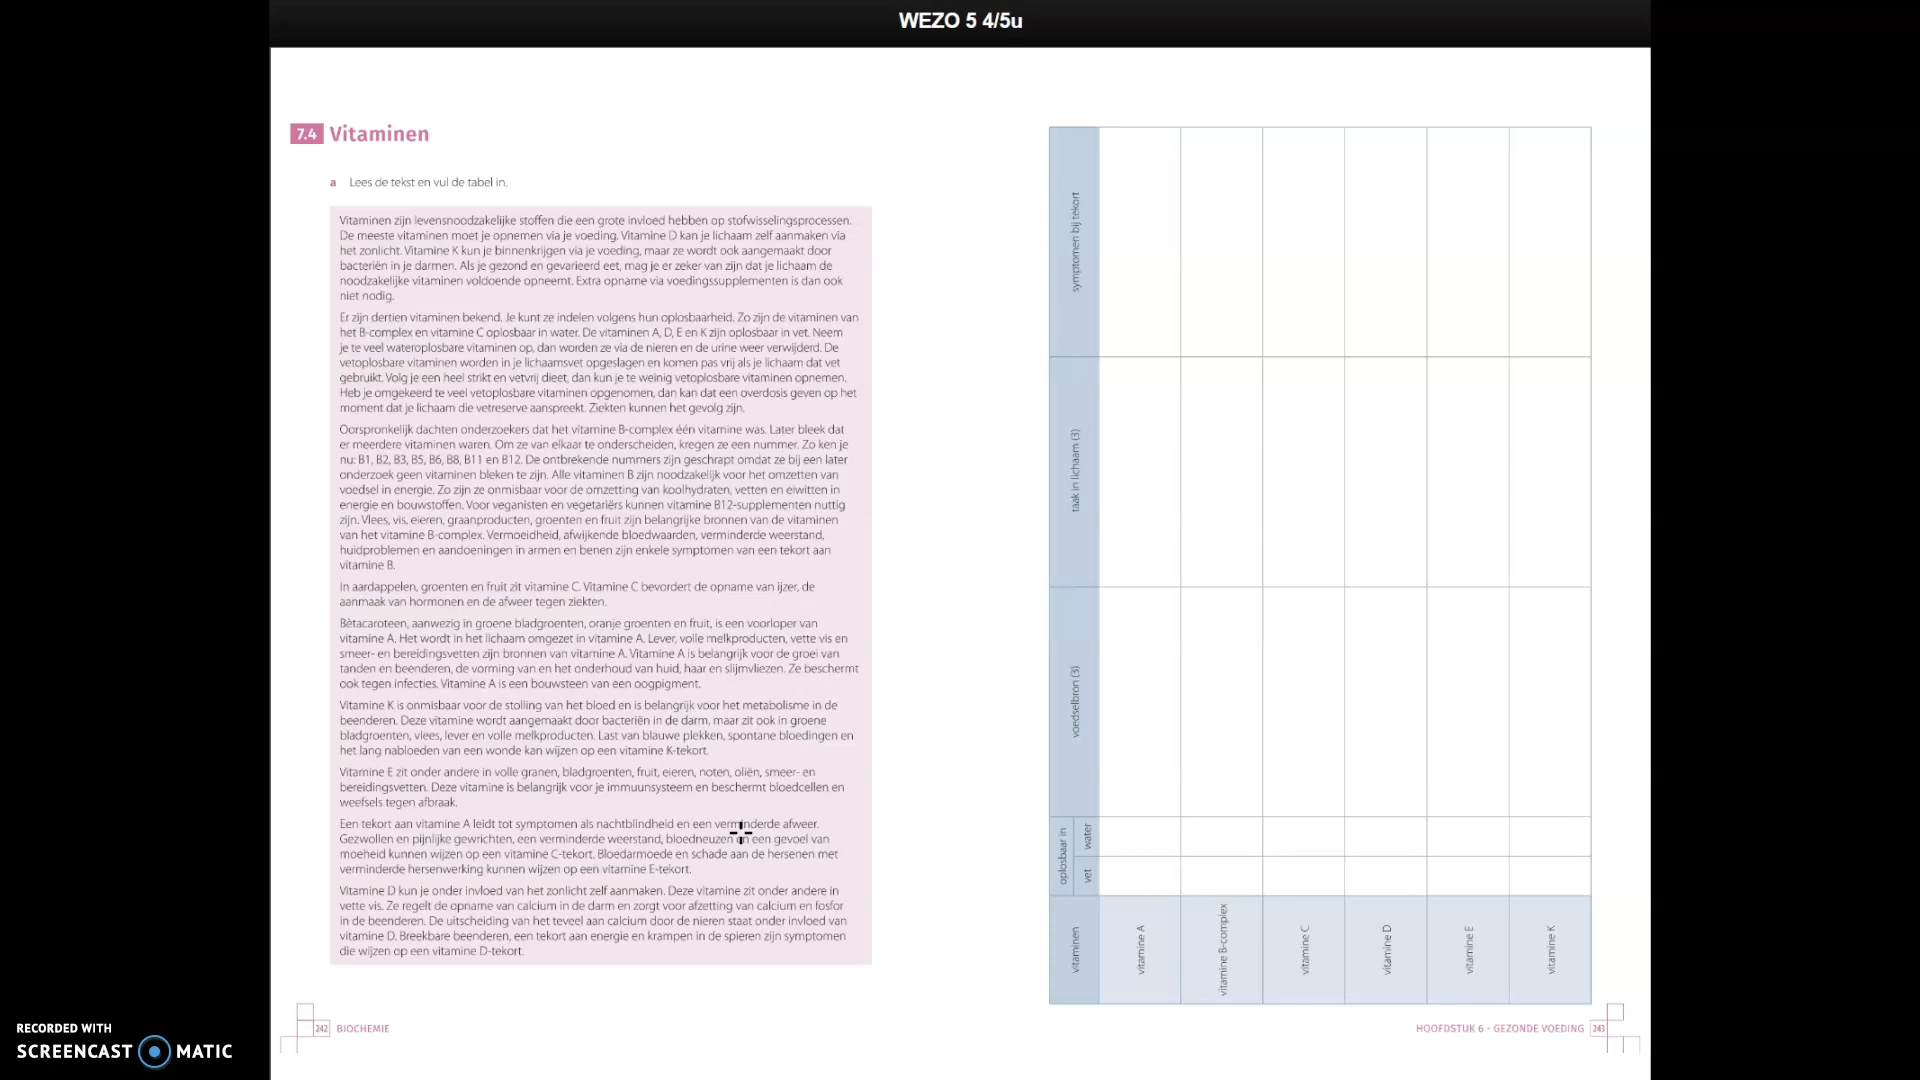 WEZO 5 4/5u
7.4 Vitaminen
a Lees de tekst en vul de tabel in.
Vitaminen zijn levensnoodzakelijke stoffen die een grote invloed hebben op stofwisselingsprocessen.
De meeste vitaminen moet je opnemen via je voeding. Vitamine D kan je lichaam zelf aanmaken via
het zonlicht. Vitamine K kun je binnenkrijgen via je voeding, maar ze wordt ook aangemaakt door
bacteriën in je darmen. Als je gezond en gevarieerd eet, mag je er zeker van zijn dat je lichaam de
noodzakelijke vitaminen voldoende opneemt. Extra opname via voedingssupplementen is dan ook
niet nodig.
Er zijn dertien vitaminen bekend. Je kunt ze indelen volgens hun oplosbaarheid. Zo zijn de vitaminen van
het B-complex en vitamine C oplosbaar in water. De vitaminen A, D, E en K zijn oplosbaar in vet. Neem
je te veel wateroplosbare vitaminen op, dan worden ze via de nieren en de urine weer verwijderd. De
vetoplosbare vitaminen worden in je lichaamsvet opgeslagen en komen pas vrij als je lichaam dat vet
gebruikt. Volg je een heel strikt en vetvrij dieet, dan kun je te weinig vetoplosbare vitaminen opnemen.
Heb je omgekeerd te veel vetoplosbare vitaminen opgenomen, dan kan dat een overdosis geven op het
moment dat je lichaam die vetreserve aanspreekt. Ziekten kunnen het gevolg zijn.
Oorspronkelijk dachten onderzoekers dat het vitamine B-complex één vitamine was. Later bleek dat
er meerdere vitaminen waren. Om ze van elkaar te onderscheiden, kregen ze een nummer. Zo ken je
nu: B1, B2, B3, B5, B6, B8, B11 en B12. De ontbrekende nummers zijn geschrapt omdat ze bij een later
onderzoek geen vitaminen bleken te zijn. Alle vitaminen B zijn noodzakelijk voor het omzetten van
voedsel in energie. Zo zijn ze onmisbaar voor de omzetting van koolhydraten, vetten en eiwitten in
energie en bouwstoffen. Voor veganisten en vegetariërs kunnen vitamine B12-supplementen nuttig
zijn. Vlees, vis, eieren, graanproducten, groenten en fruit zijn belangrijke bronnen van de vitaminen
van het vitamine B-complex. Vermoeidheid, afwijkende bloedwaarden, verminderde weerstand,
huidproblemen en aandoeningen in armen en benen zijn enkele symptomen van een tekort aan
vitamine B.
In aardappelen, groenten en fruit zit vitamine C. Vitamine C bevordert de opname van ijzer, de
aanmaak van hormonen en de afweer tegen ziekten.
Bètacaroteen, aanwezig in groene bladgroenten, oranje groenten en fruit, is een voorloper van
vitamine A. Het wordt in het lichaam omgezet in vitamine A. Lever, volle melkproducten, vette vis en
smeer- en bereidingsvetten zijn bronnen van vitamine A. Vitamine A is belangrijk voor de groei van
tanden en beenderen, de vorming van en het onderhoud van huid, haar en slijmvliezen. Ze beschermt
ook tegen infecties. Vitamine A is een bouwsteen van een oogpigment.
Vitamine K is onmisbaar voor de stolling van het bloed en is belangrijk voor het metabolisme in de
beenderen. Deze vitamine wordt aangemaakt door bacteriën in de darm, maar zit ook in groene
bladgroenten, vlees, lever en volle melkproducten. Last van blauwe plekken, spontane bloedingen en
het lang nabloeden van een wonde kan wijzen op een vitamine K-tekort.
Vitamine E zit onder andere in volle granen, bladgroenten, fruit, eieren, noten, oliën, smeer- en
bereidingsvetten. Deze vitamine is belangrijk voor je immuunsysteem en beschermt bloedcellen en
weefsels tegen afbraak.
Een tekort aan vitamine A leidt tot symptomen als nachtblindheid en een verminderde afweer.
Gezwollen en pijnlijke gewrichten, een verminderde weerstand, bloedneuzen en een gevoel van
moeheid kunnen wijzen op een vitamine C-tekort. Bloedarmoede en schade aan de hersenen met
verminderde hersenwerking kunnen wijzen op een vitamine E-tekort.
Vitamine D kun je onder invloed van het zonlicht zelf aanmaken. Deze vitamine zit onder andere in
vette vis. Ze regelt de opname van calcium in de darm en zorgt voor afzetting van calcium en fosfor
in de beenderen. De uitscheiding van het teveel aan calcium door de nieren staat onder invloed van
vitamine D. Breekbare beenderen, een tekort aan energie en krampen in de spieren zijn symptomen
die wijzen op een vitamine D-tekort.
242 BIOCHEMIE
vitaminen
oplosbaar in
vet
water
voedselbron (3)
taak in lichaam (3)
symptomen bij tekort
vitamine A
vitamine B-complex
vitamine C
vitamine D
vitamine E
vitamine K
HOOFDSTUK 6 - GEZONDE VOEDING 243
RECORDED WITH
SCREENCAST MATIC